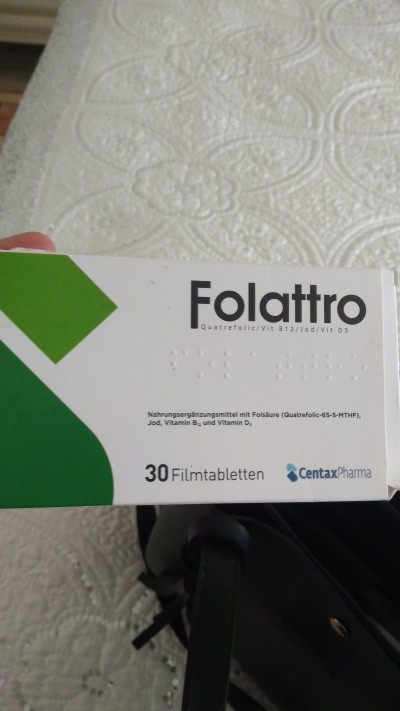 Folattro
Quatrefolic/Vit B12/Jod/Vit D3
Nahrungsergänzungsmittel mit Folsäure (Quatrefolic-6S-5-MTHF),
Jod, Vitamin B₁₂ und Vitamin D₃
30 Filmtabletten
CentaxPharma